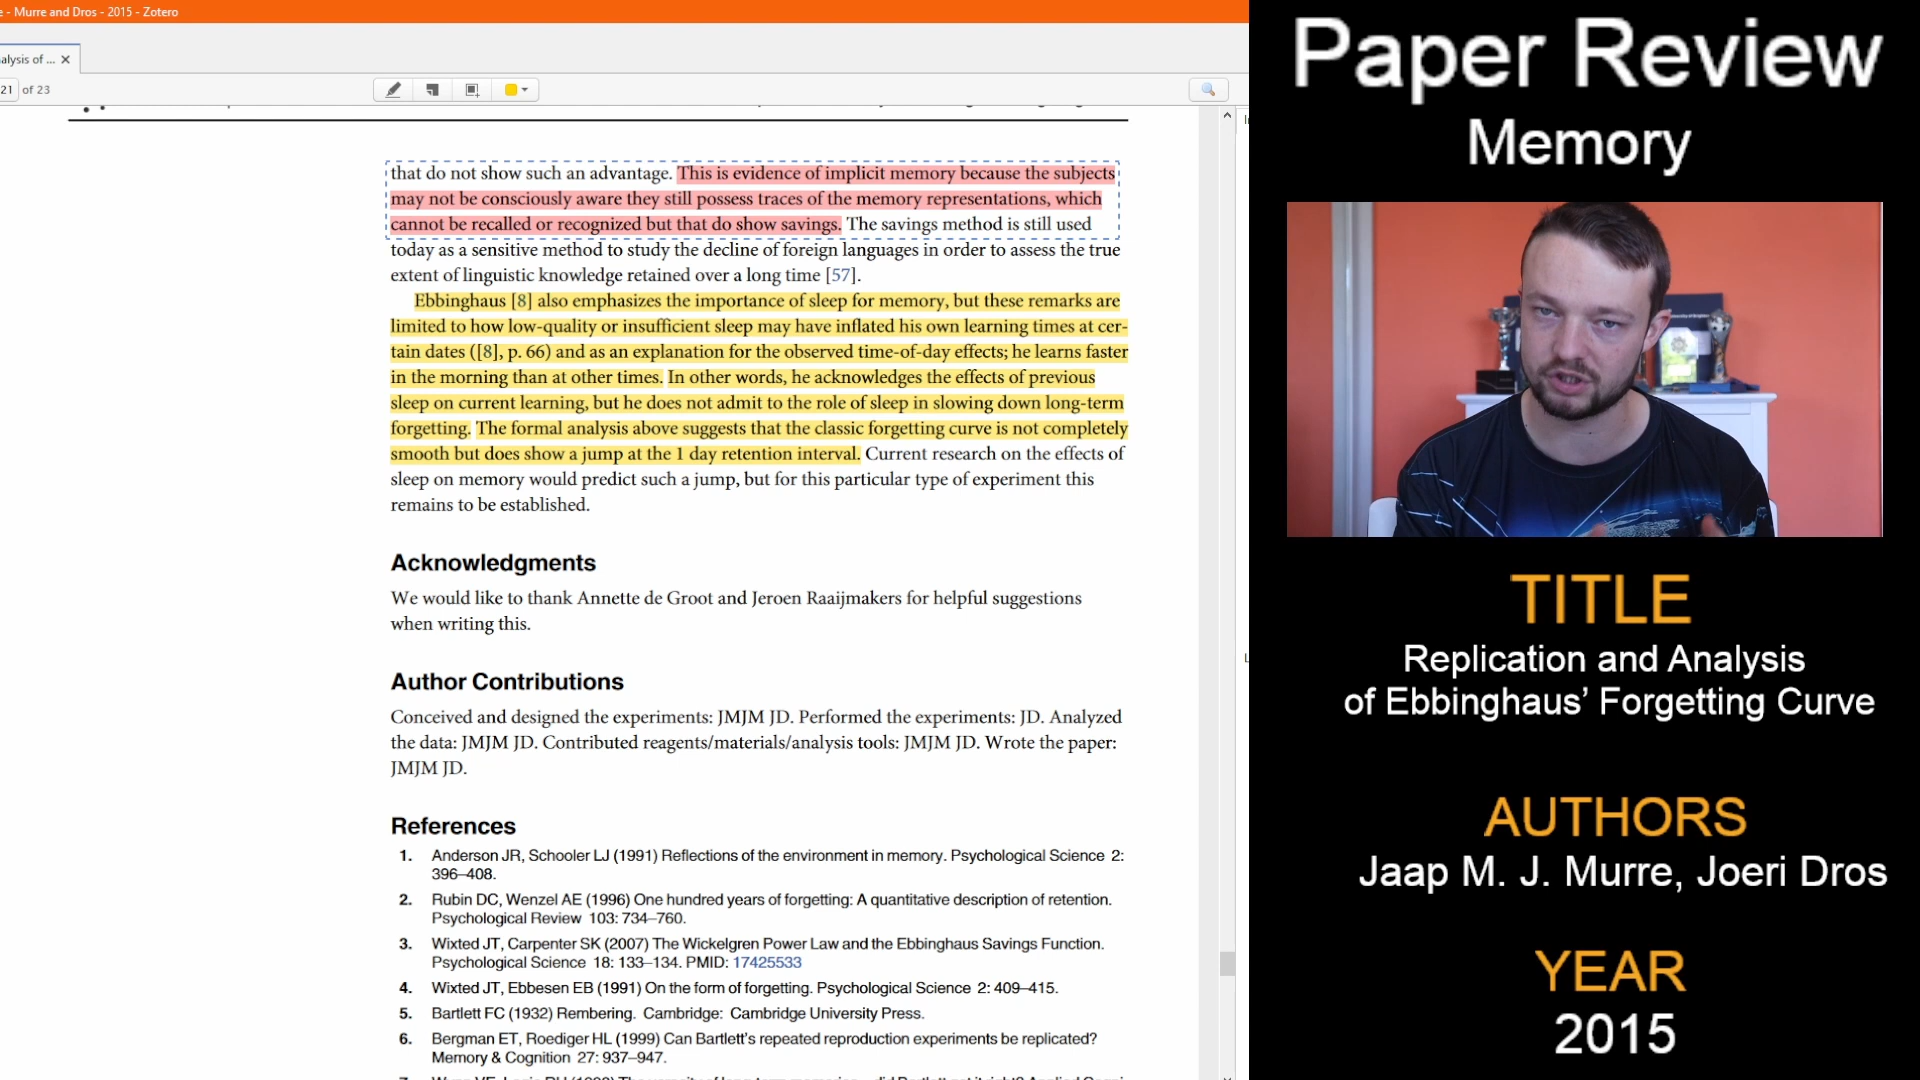 - Murre and Dros - 2015 - Zotero
alysis of ...
21 of 23
that do not show such an advantage. This is evidence of implicit memory because the subjects
may not be consciously aware they still possess traces of the memory representations, which
cannot be recalled or recognized but that do show savings. The savings method is still used
today as a sensitive method to study the decline of foreign languages in order to assess the true
extent of linguistic knowledge retained over a long time [57].
Ebbinghaus [8] also emphasizes the importance of sleep for memory, but these remarks are
limited to how low-quality or insufficient sleep may have inflated his own learning times at cer-
tain dates ([8], p. 66) and as an explanation for the observed time-of-day effects; he learns faster
in the morning than at other times. In other words, he acknowledges the effects of previous
sleep on current learning, but he does not admit to the role of sleep in slowing down long-term
forgetting. The formal analysis above suggests that the classic forgetting curve is not completely
smooth but does show a jump at the 1 day retention interval. Current research on the effects of
sleep on memory would predict such a jump, but for this particular type of experiment this
remains to be established.
Acknowledgments
We would like to thank Annette de Groot and Jeroen Raaijmakers for helpful suggestions
when writing this.
Author Contributions
Conceived and designed the experiments: JMJM JD. Performed the experiments: JD. Analyzed
the data: JMJM JD. Contributed reagents/materials/analysis tools: JMJM JD. Wrote the paper:
JMJM JD.
References
1. Anderson JR, Schooler LJ (1991) Reflections of the environment in memory. Psychological Science 2:
396–408.
2. Rubin DC, Wenzel AE (1996) One hundred years of forgetting: A quantitative description of retention.
Psychological Review 103: 734–760.
3. Wixted JT, Carpenter SK (2007) The Wickelgren Power Law and the Ebbinghaus Savings Function.
Psychological Science 18: 133–134. PMID: 17425533
4. Wixted JT, Ebbesen EB (1991) On the form of forgetting. Psychological Science 2: 409–415.
5. Bartlett FC (1932) Rembering. Cambridge: Cambridge University Press.
6. Bergman ET, Roediger HL (1999) Can Bartlett's repeated reproduction experiments be replicated?
Memory & Cognition 27: 937–947.
Paper Review
Memory
TITLE
Replication and Analysis
of Ebbinghaus' Forgetting Curve
AUTHORS
Jaap M. J. Murre, Joeri Dros
YEAR
2015